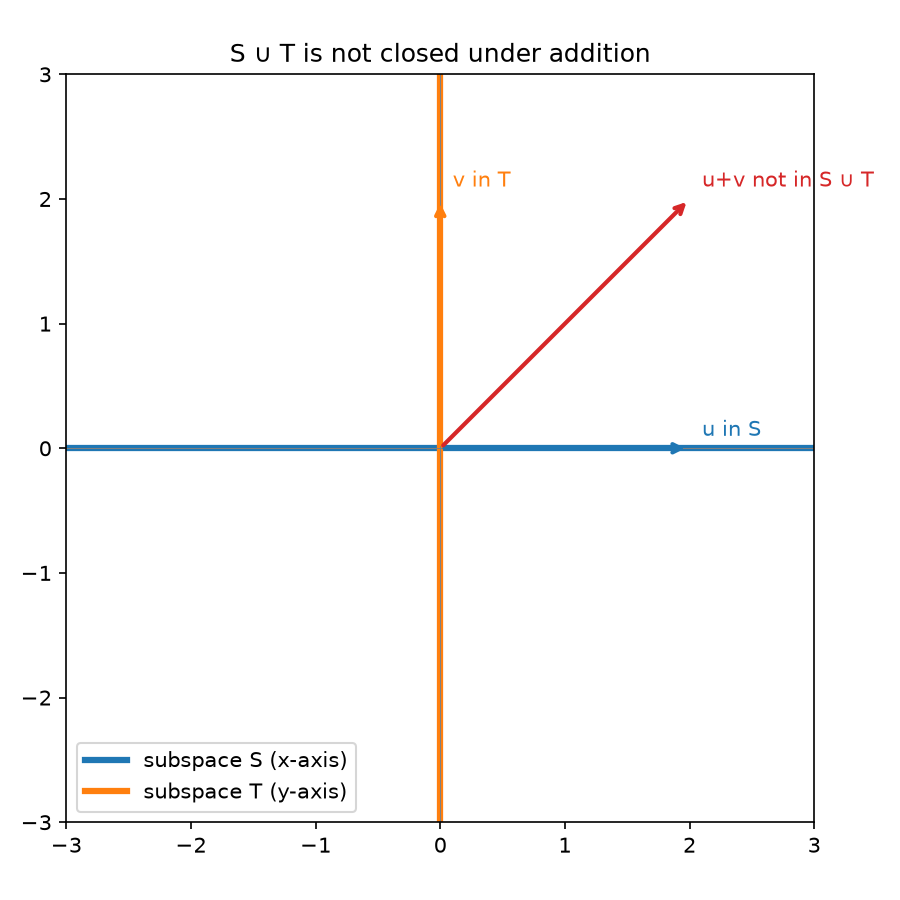 S ∪ T is not closed under addition
3
v in T
u+v not in S ∪ T
2
1
u in S
0
−1
−2
subspace S (x-axis)
subspace T (y-axis)
−3
−3 −2 −1 0 1 2 3